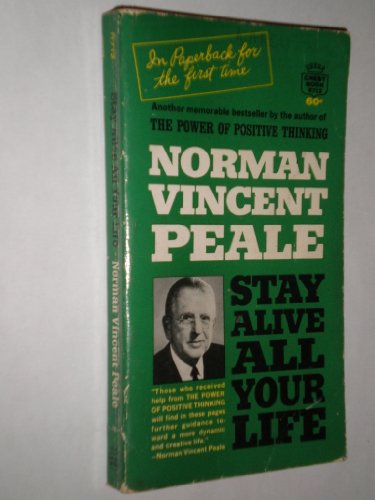 In Paperback for
the first time
CREST
BOOK
60¢
Another memorable bestseller by the author of
THE POWER OF POSITIVE THINKING
NORMAN
VINCENT
PEALE
STAY
ALIVE
ALL
YOUR
LIFE
"Those who received
help from THE POWER
OF POSITIVE THINKING
will find in these pages
further guidance to-
ward a more dynamic
and creative life."
—Norman Vincent Peale
Stay Alive All Your Life - Norman Vincent Peale